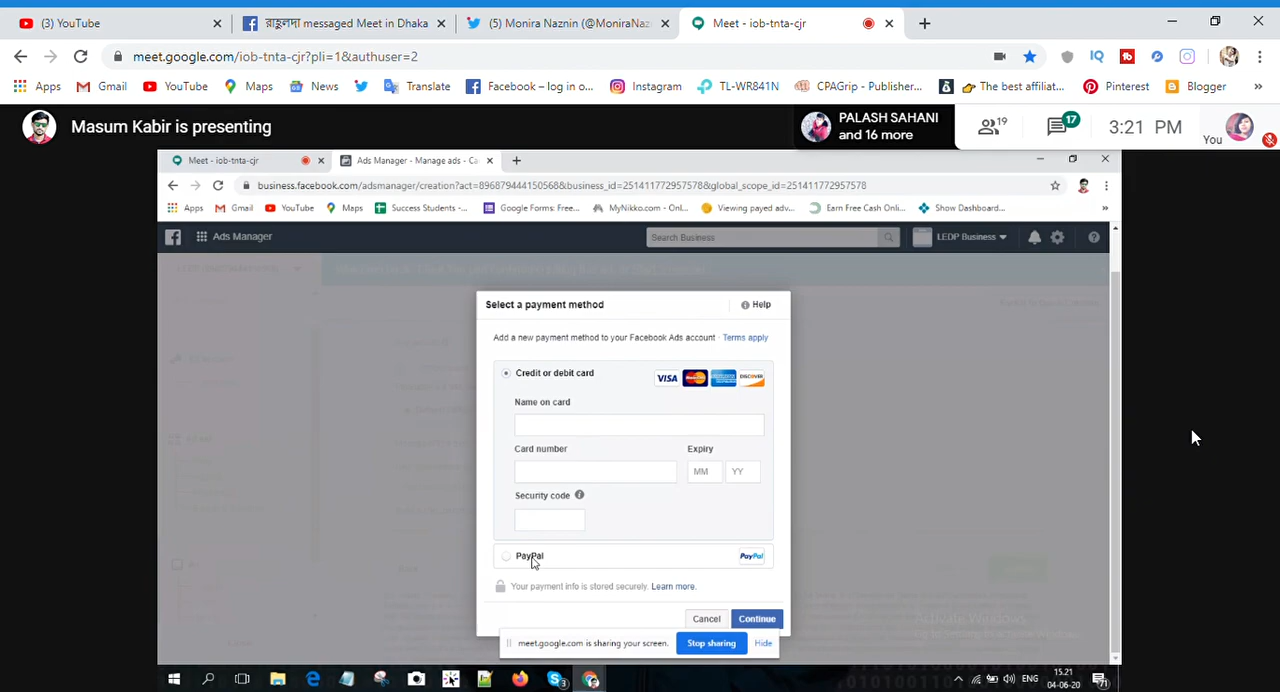 (3) YouTube
রাহুলদা messaged Meet in Dhaka
(5) Monira Naznin (@MoniraNaz
Meet - iob-tnta-cjr
meet.google.com/iob-tnta-cjr?pli=1&authuser=2
Apps Gmail YouTube Maps News Translate Facebook – log in o... Instagram TL-WR841N CPAGrip - Publisher... The best affiliat... Pinterest Blogger »
Masum Kabir is presenting
PALASH SAHANI
and 16 more
19
17
3:21 PM
You
Meet - iob-tnta-cjr
Ads Manager - Manage ads - Ca
business.facebook.com/adsmanager/creation?act=896879444150568&business_id=251411772957578&global_scope_id=251411772957578
Apps Gmail YouTube Maps Success Students -... Google Forms: Free... MyNikko.com - Onl... Viewing payed adv... Earn Free Cash Onli... Show Dashboard... »
Ads Manager
Search Business
LEDP Business
Select a payment method
Help
Add a new payment method to your Facebook Ads account · Terms apply
Credit or debit card
VISA MasterCard DISCOVER
Name on card
Card number
Expiry
MM YY
Security code
PayPal
PayPal
Your payment info is stored securely. Learn more.
Cancel Continue
Activate Windows
meet.google.com is sharing your screen. Stop sharing Hide
3
ENG
15.21
04-06-20